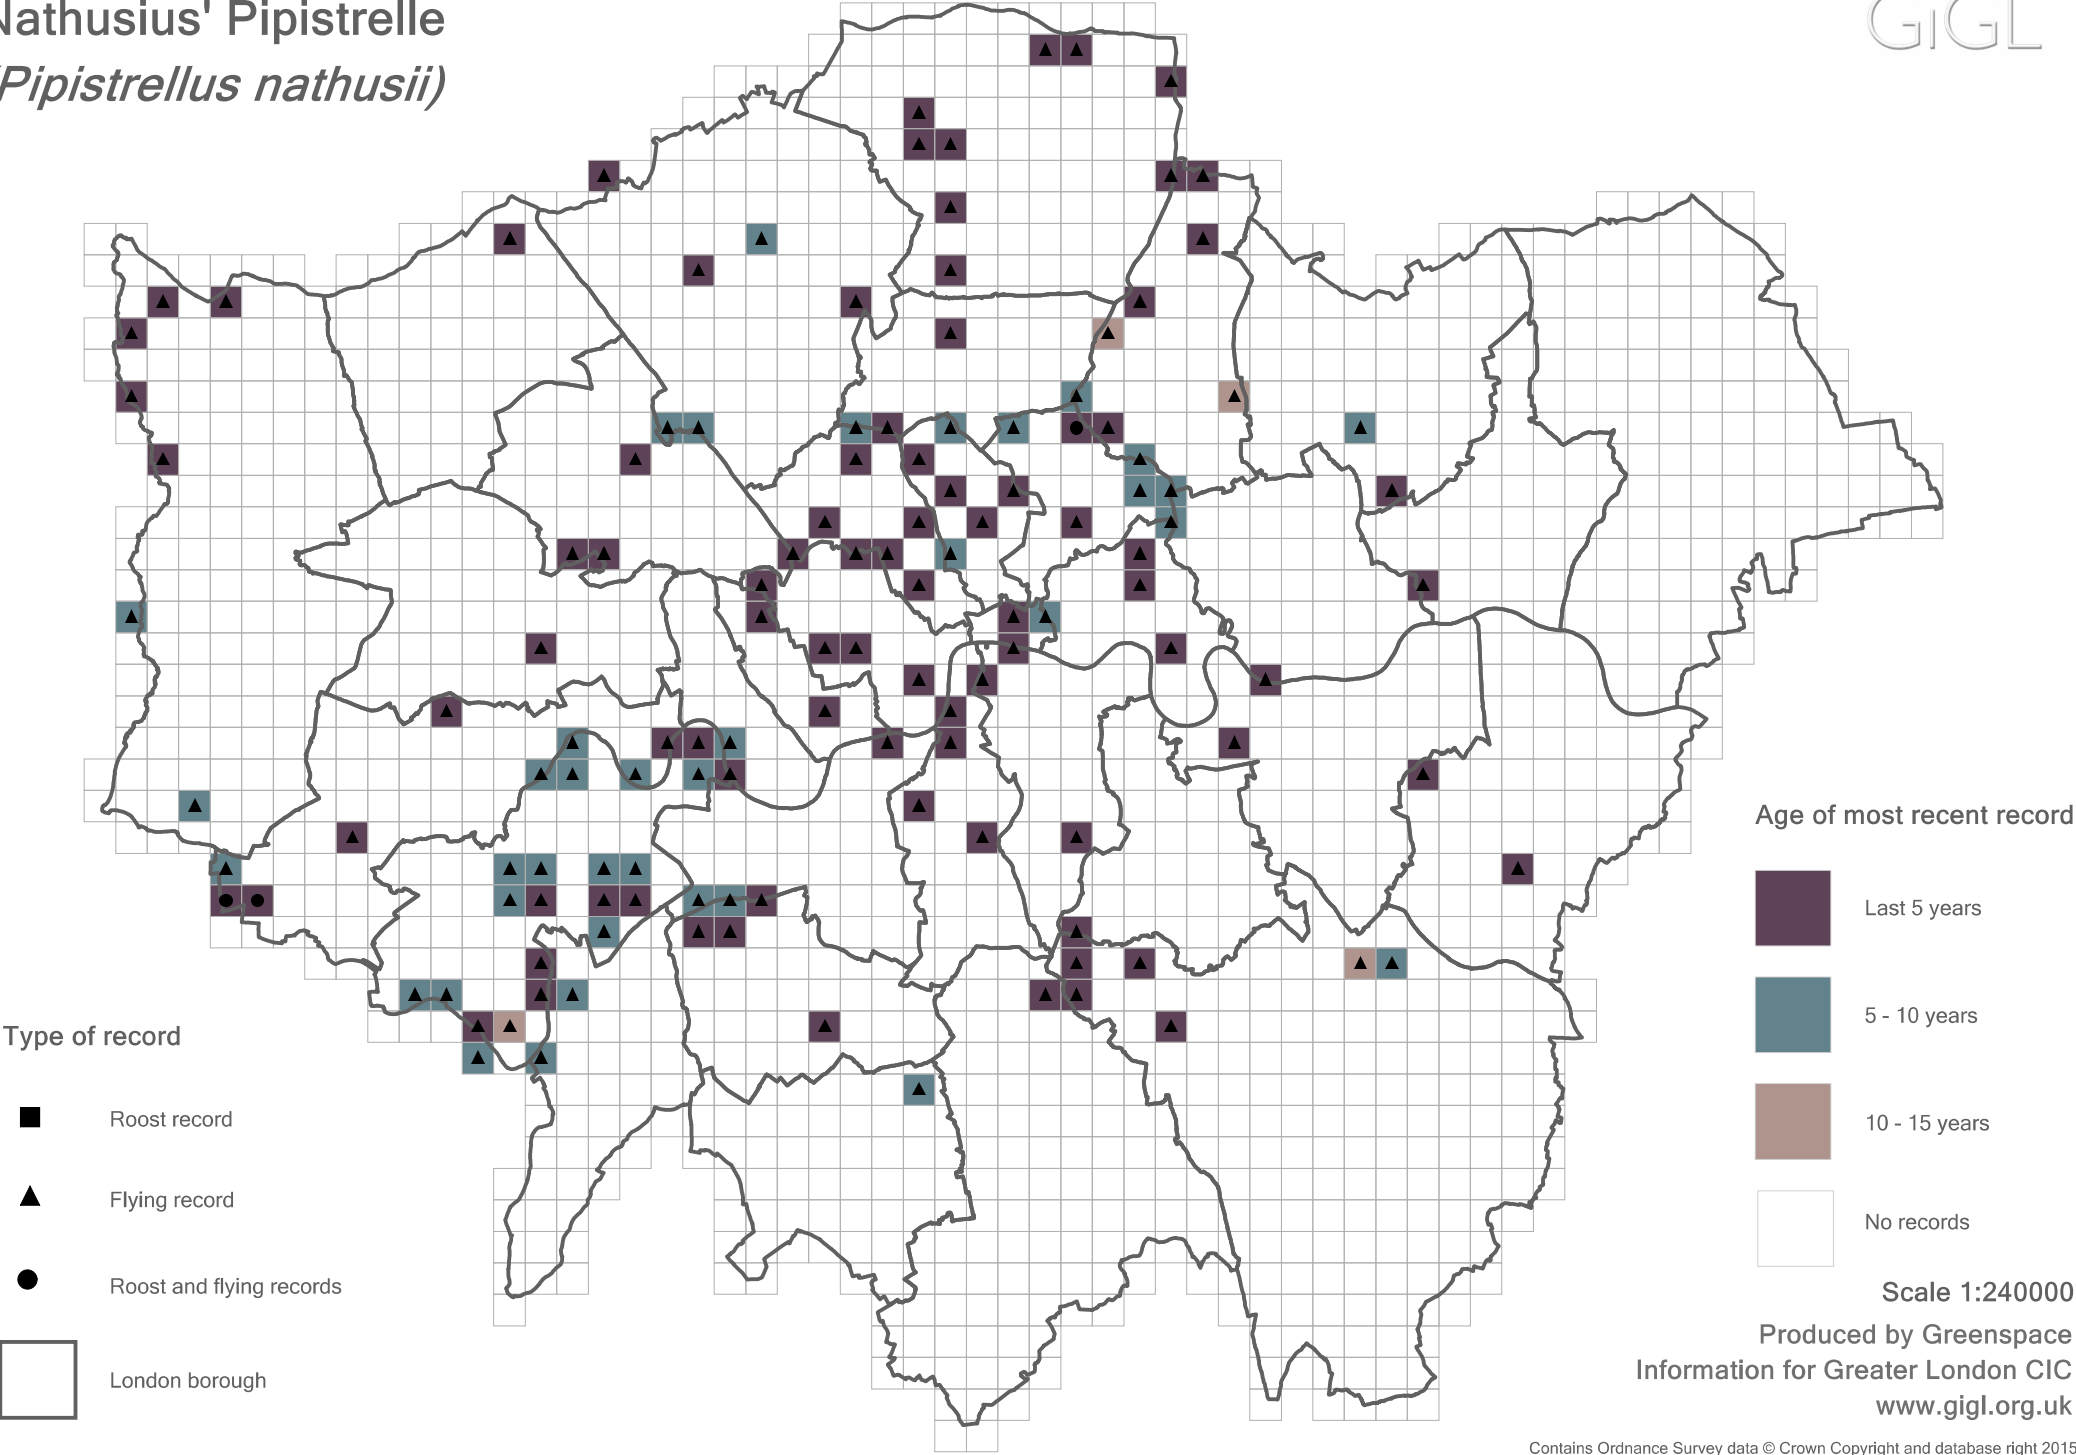 Nathusius' Pipistrelle
(Pipistrellus nathusii)
GiGL
Age of most recent record
Last 5 years
5 - 10 years
10 - 15 years
No records
Type of record
Roost record
Flying record
Roost and flying records
London borough
Scale 1:240000
Produced by Greenspace
Information for Greater London CIC
www.gigl.org.uk
Contains Ordnance Survey data © Crown Copyright and database right 2015